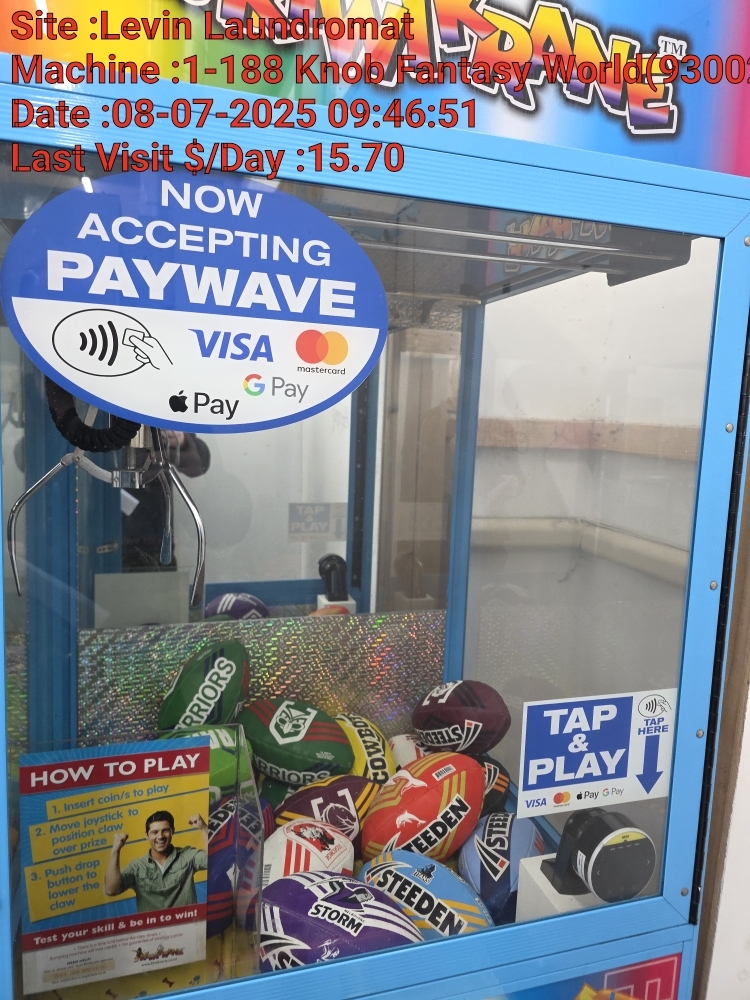 Site :Levin Laundromat
Machine :1-188 Knob Fantasy World(93002
Date :08-07-2025 09:46:51
Last Visit $/Day :15.70
NOW
ACCEPTING
PAYWAVE
VISA
mastercard
G Pay
Pay
TAP
&
PLAY
WARRIORS
STEEDEN
COWBOYS
WARRIORS
STEEDEN
STEEDEN
STORM
TAP
&
PLAY
TAP
HERE
VISA
Pay
G Pay
HOW TO PLAY
1. Insert coin/s to play
2. Move joystick to
position claw
over prize
3. Push drop
button to
lower the
claw
Test your skill & be in to win!